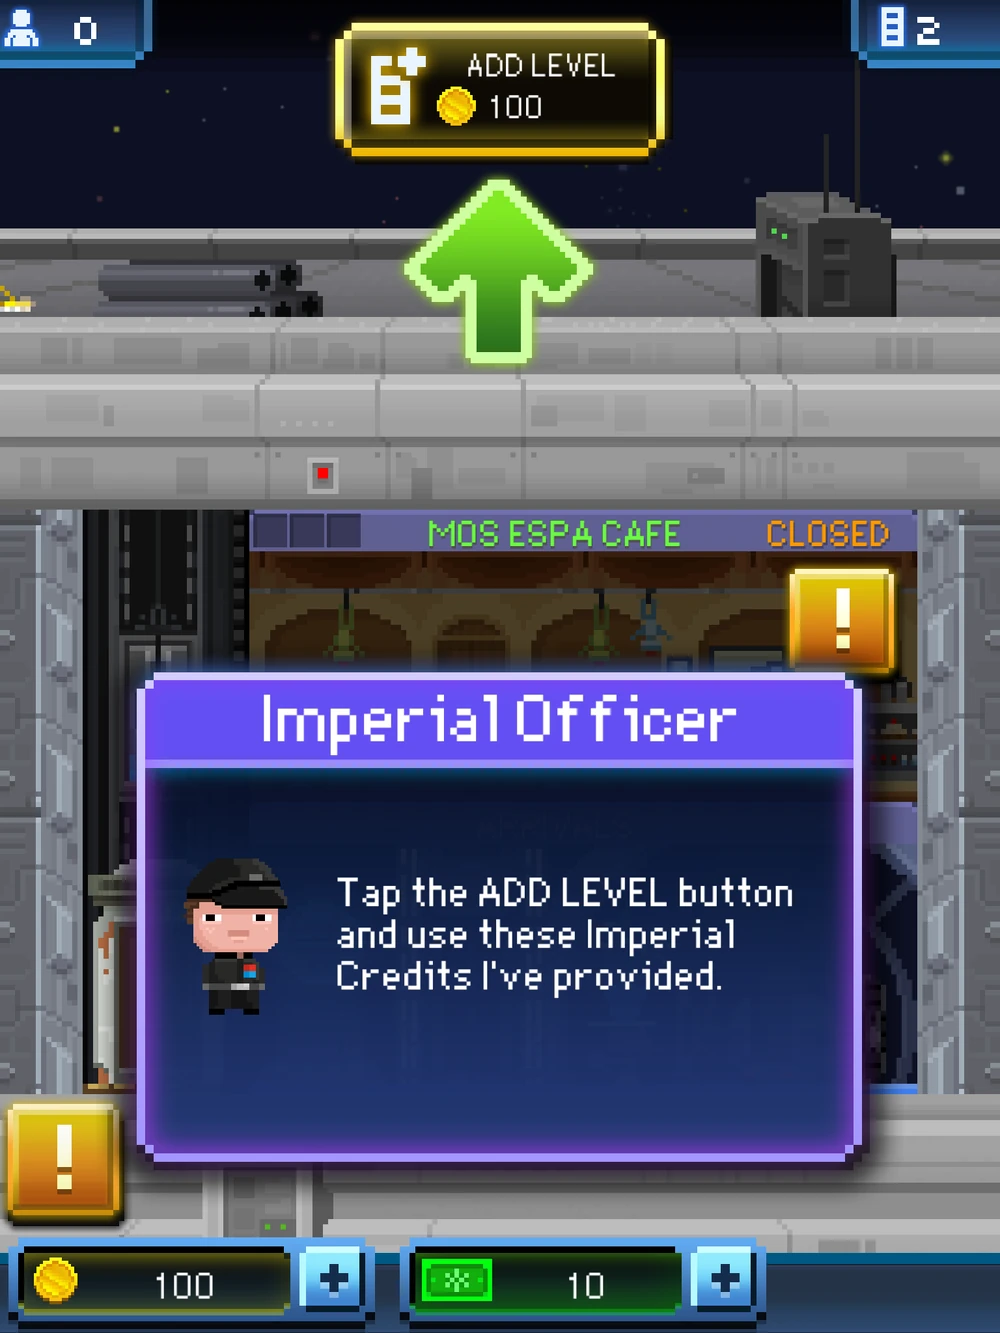 0
2
ADD LEVEL
100
MOS ESPA CAFE
CLOSED
!
Imperial Officer
Tap the ADD LEVEL button
and use these Imperial
Credits I've provided.
!
100
+
10
+